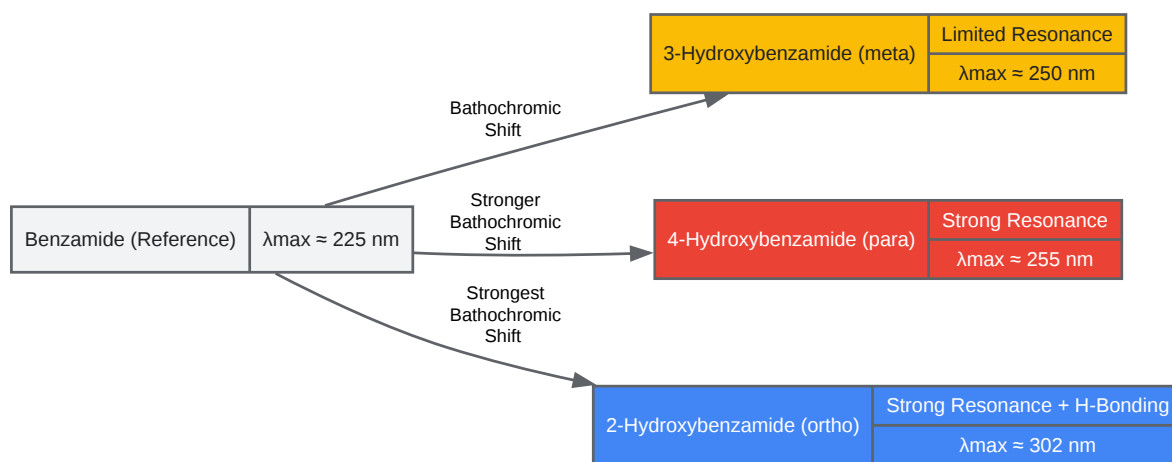 3-Hydroxybenzamide (meta)
Limited Resonance
λmax ≈ 250 nm
Bathochromic
Shift
Benzamide (Reference)
λmax ≈ 225 nm
Stronger
Bathochromic
Shift
4-Hydroxybenzamide (para)
Strong Resonance
λmax ≈ 255 nm
Strongest
Bathochromic
Shift
2-Hydroxybenzamide (ortho)
Strong Resonance + H-Bonding
λmax ≈ 302 nm